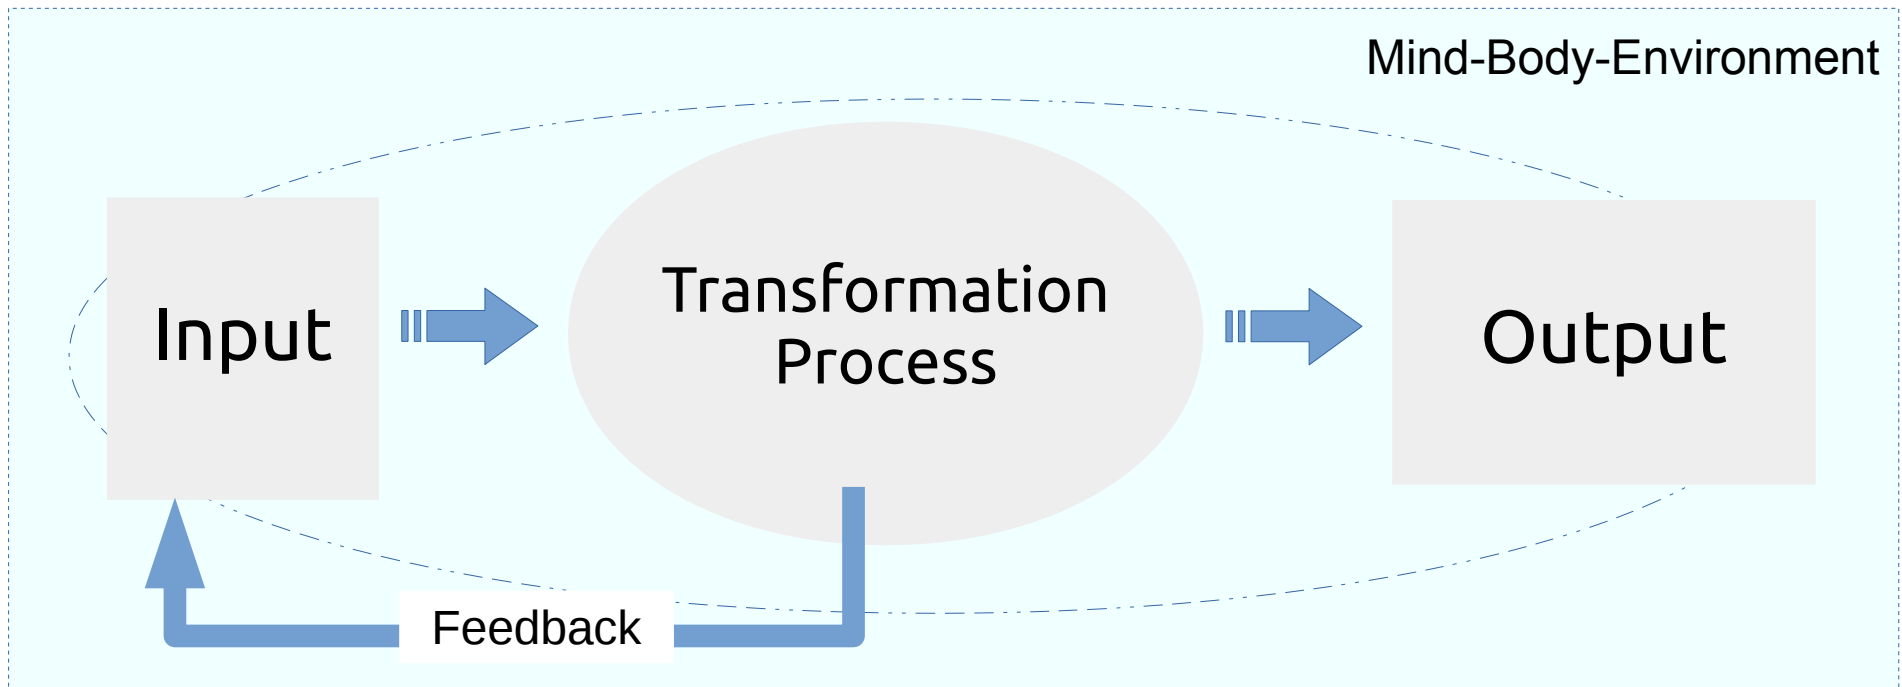 Mind-Body-Environment
Input
Transformation
Process
Output
Feedback